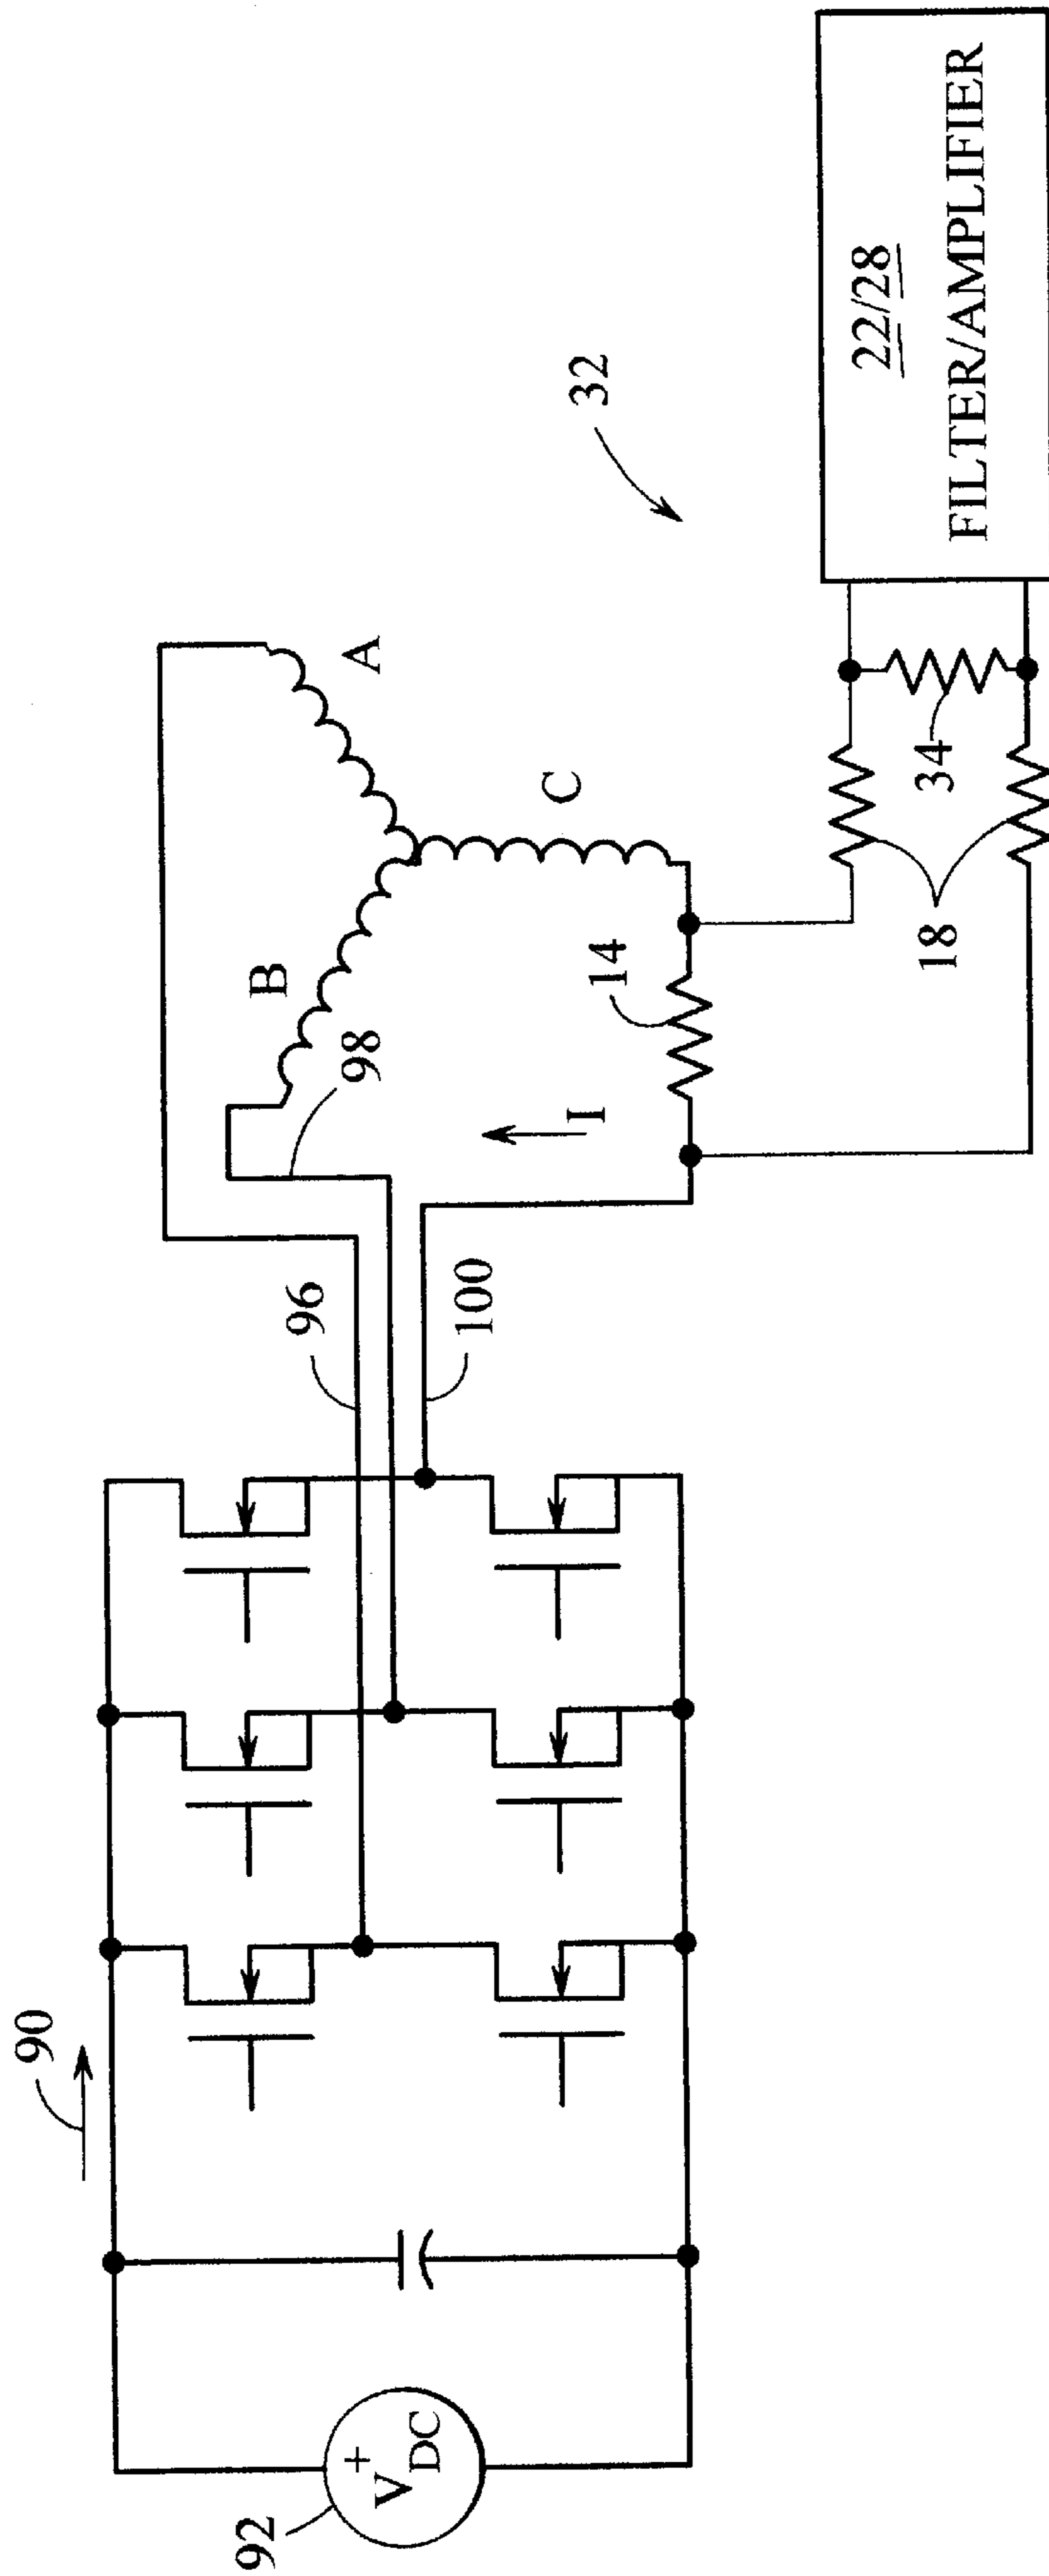 90
92
+
V DC
96
98
100
B
A
C
I
14
32
18
34
22/28
FILTER/AMPLIFIER